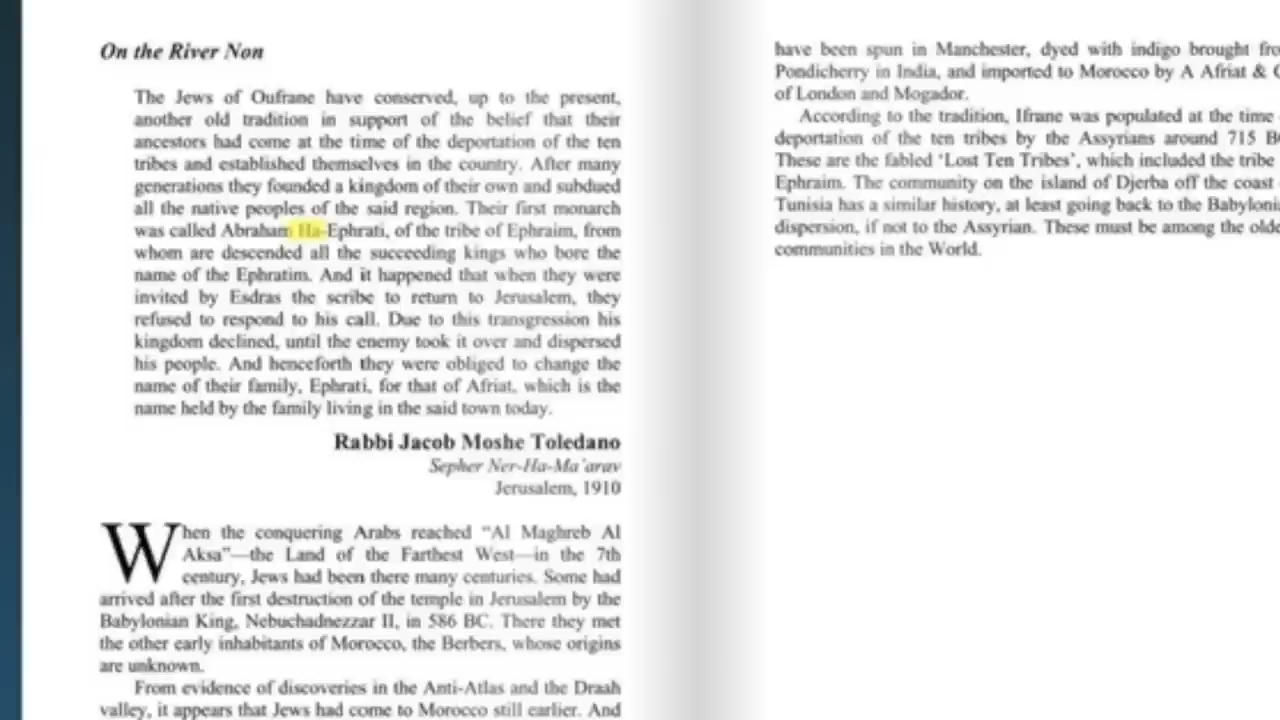 On the River Non
The Jews of Oufrane have conserved, up to the present,
another old tradition in support of the belief that their
ancestors had come at the time of the deportation of the ten
tribes and established themselves in the country. After many
generations they founded a kingdom of their own and subdued
all the native peoples of the said region. Their first monarch
was called Abraham Ha-Ephrati, of the tribe of Ephraim, from
whom are descended all the succeeding kings who bore the
name of the Ephratim. And it happened that when they were
invited by Esdras the scribe to return to Jerusalem, they
refused to respond to his call. Due to this transgression his
kingdom declined, until the enemy took it over and dispersed
his people. And henceforth they were obliged to change the
name of their family, Ephrati, for that of Afriat, which is the
name held by the family living in the said town today.
Rabbi Jacob Moshe Toledano
Sepher Ner-Ha-Ma'arav
Jerusalem, 1910
When the conquering Arabs reached "Al Maghreb Al
Aksa"—the Land of the Farthest West—in the 7th
century, Jews had been there many centuries. Some had
arrived after the first destruction of the temple in Jerusalem by the
Babylonian King, Nebuchadnezzar II, in 586 BC. There they met
the other early inhabitants of Morocco, the Berbers, whose origins
are unknown.
From evidence of discoveries in the Anti-Atlas and the Draah
valley, it appears that Jews had come to Morocco still earlier. And
have been spun in Manchester, dyed with indigo brought fro
Pondicherry in India, and imported to Morocco by A Afriat & C
of London and Mogador.
According to the tradition, Ifrane was populated at the time
deportation of the ten tribes by the Assyrians around 715 B
These are the fabled 'Lost Ten Tribes', which included the tribe
Ephraim. The community on the island of Djerba off the coast
Tunisia has a similar history, at least going back to the Babylonia
dispersion, if not to the Assyrian. These must be among the olde
communities in the World.